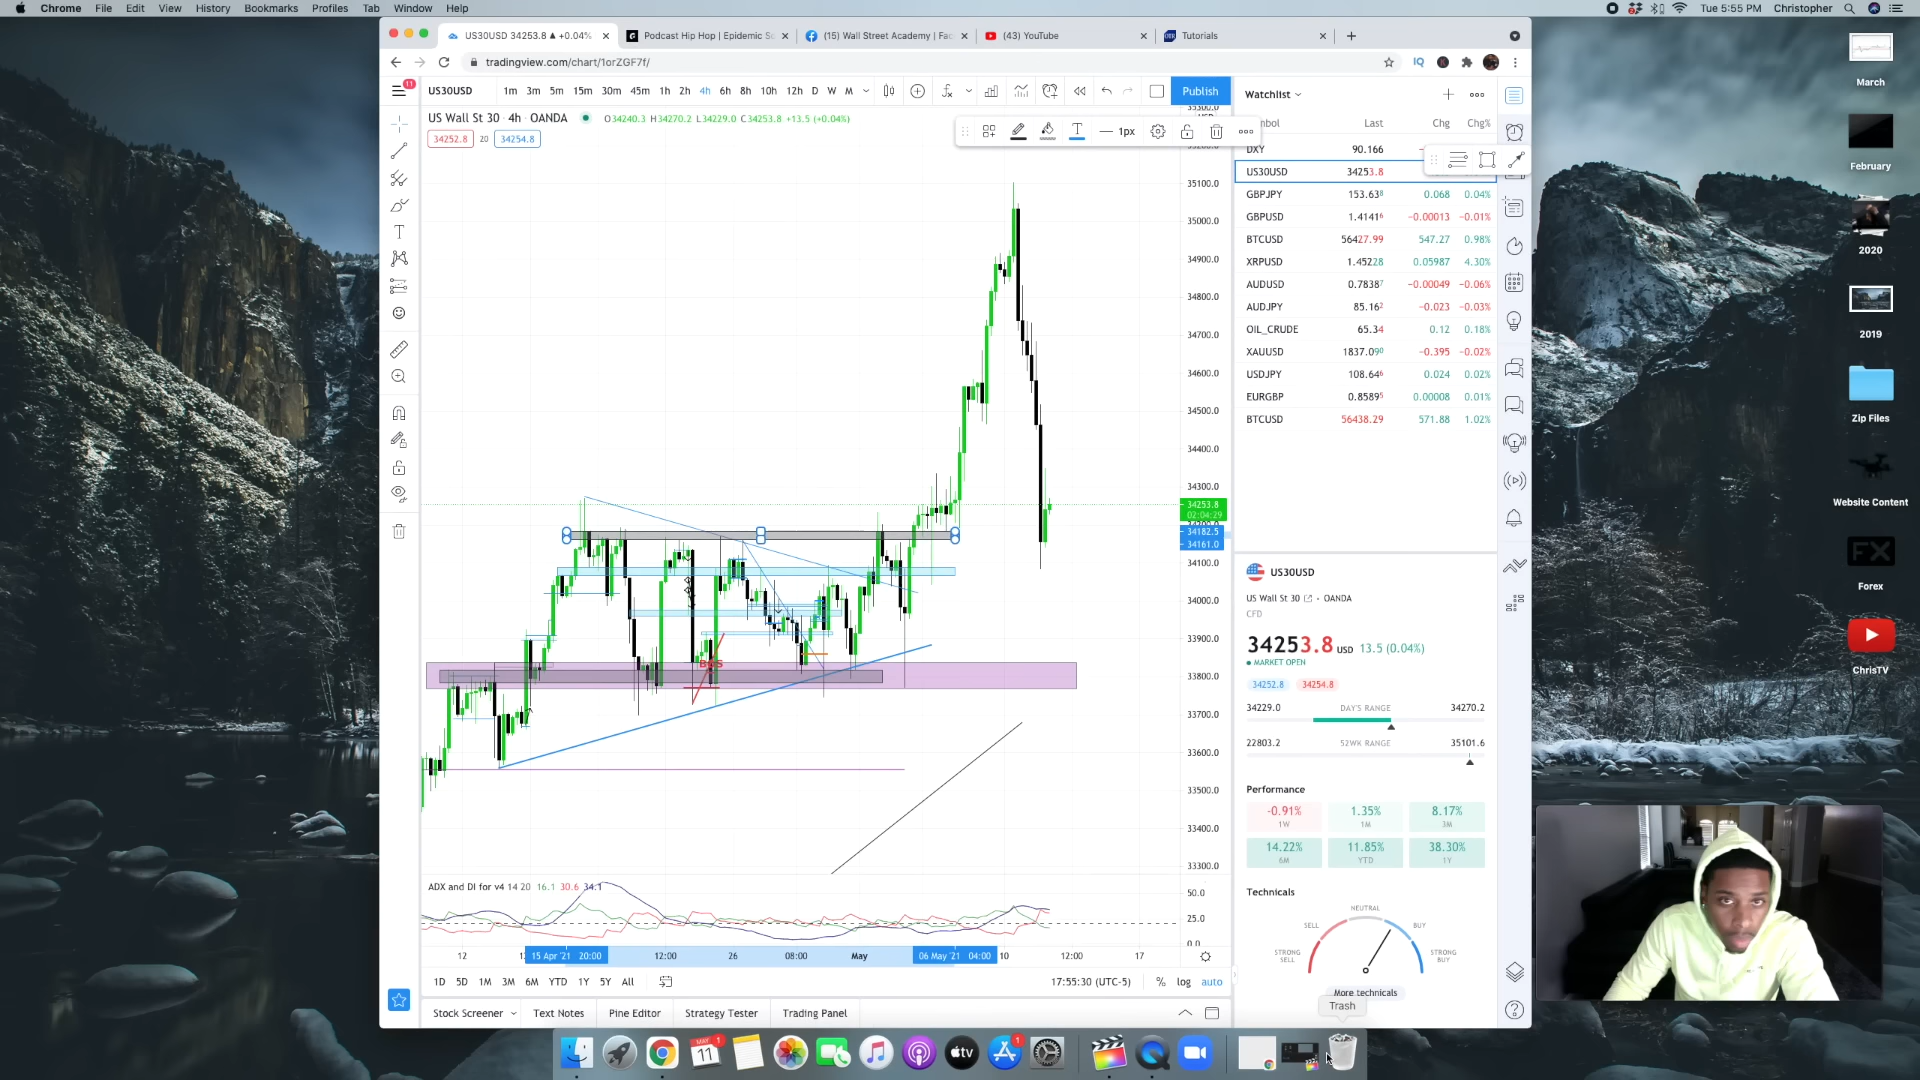 Chrome File Edit View History Bookmarks Profiles Tab Window Help
Tue 5:55 PM Christopher
US30USD 34253.8 ▲ +0.04%
Podcast Hip Hop | Epidemic So
(15) Wall Street Academy | Fac
(43) YouTube
Tutorials
tradingview.com/chart/1orZGF7f/
11
US30USD 1m 3m 5m 15m 30m 45m 1h 2h 4h 6h 8h 10h 12h D W M
Publish
US Wall St 30 · 4h · OANDA
O34240.3 H34270.2 L34229.0 C34253.8 +13.5 (+0.04%)
34252.8 20 34254.8
1px
35100.0
35000.0
34900.0
34800.0
34700.0
34600.0
34500.0
34400.0
34300.0
34253.8
02:04:29
34182.5
34161.0
34100.0
34000.0
33900.0
33800.0
33700.0
33600.0
33500.0
33400.0
33300.0
BOS
ADX and DI for v4 14 20 16.1 30.6 34.1
50.0
25.0
0.0
12 15 Apr '21 20:00 12:00 26 08:00 May 06 May '21 04:00 10 12:00 17
1D 5D 1M 3M 6M YTD 1Y 5Y All
17:55:30 (UTC-5) % log auto
Stock Screener Text Notes Pine Editor Strategy Tester Trading Panel
Watchlist
Last Chg Chg%
DXY 90.166
US30USD 34253.8
GBPJPY 153.638 0.068 0.04%
GBPUSD 1.41416 −0.00013 −0.01%
BTCUSD 56427.99 547.27 0.98%
XRPUSD 1.45228 0.05987 4.30%
AUDUSD 0.78387 −0.00049 −0.06%
AUDJPY 85.162 −0.023 −0.03%
OIL_CRUDE 65.34 0.12 0.18%
XAUUSD 1837.090 −0.395 −0.02%
USDJPY 108.646 0.024 0.02%
EURGBP 0.85895 0.00008 0.01%
BTCUSD 56438.29 571.88 1.02%
US30USD
US Wall St 30 · OANDA
CFD
34253.8 USD 13.5 (0.04%)
MARKET OPEN
34252.8 34254.8
34229.0 DAY'S RANGE 34270.2
22803.2 52WK RANGE 35101.6
Performance
-0.91% 1.35% 8.17%
1W 1M 3M
14.22% 11.85% 38.30%
6M YTD 1Y
Technicals
NEUTRAL
SELL BUY
STRONG SELL STRONG BUY
More technicals
Trash
March
February
2020
2019
Zip Files
Website Content
FX
Forex
ChrisTV
MAY 11 1
tv
1